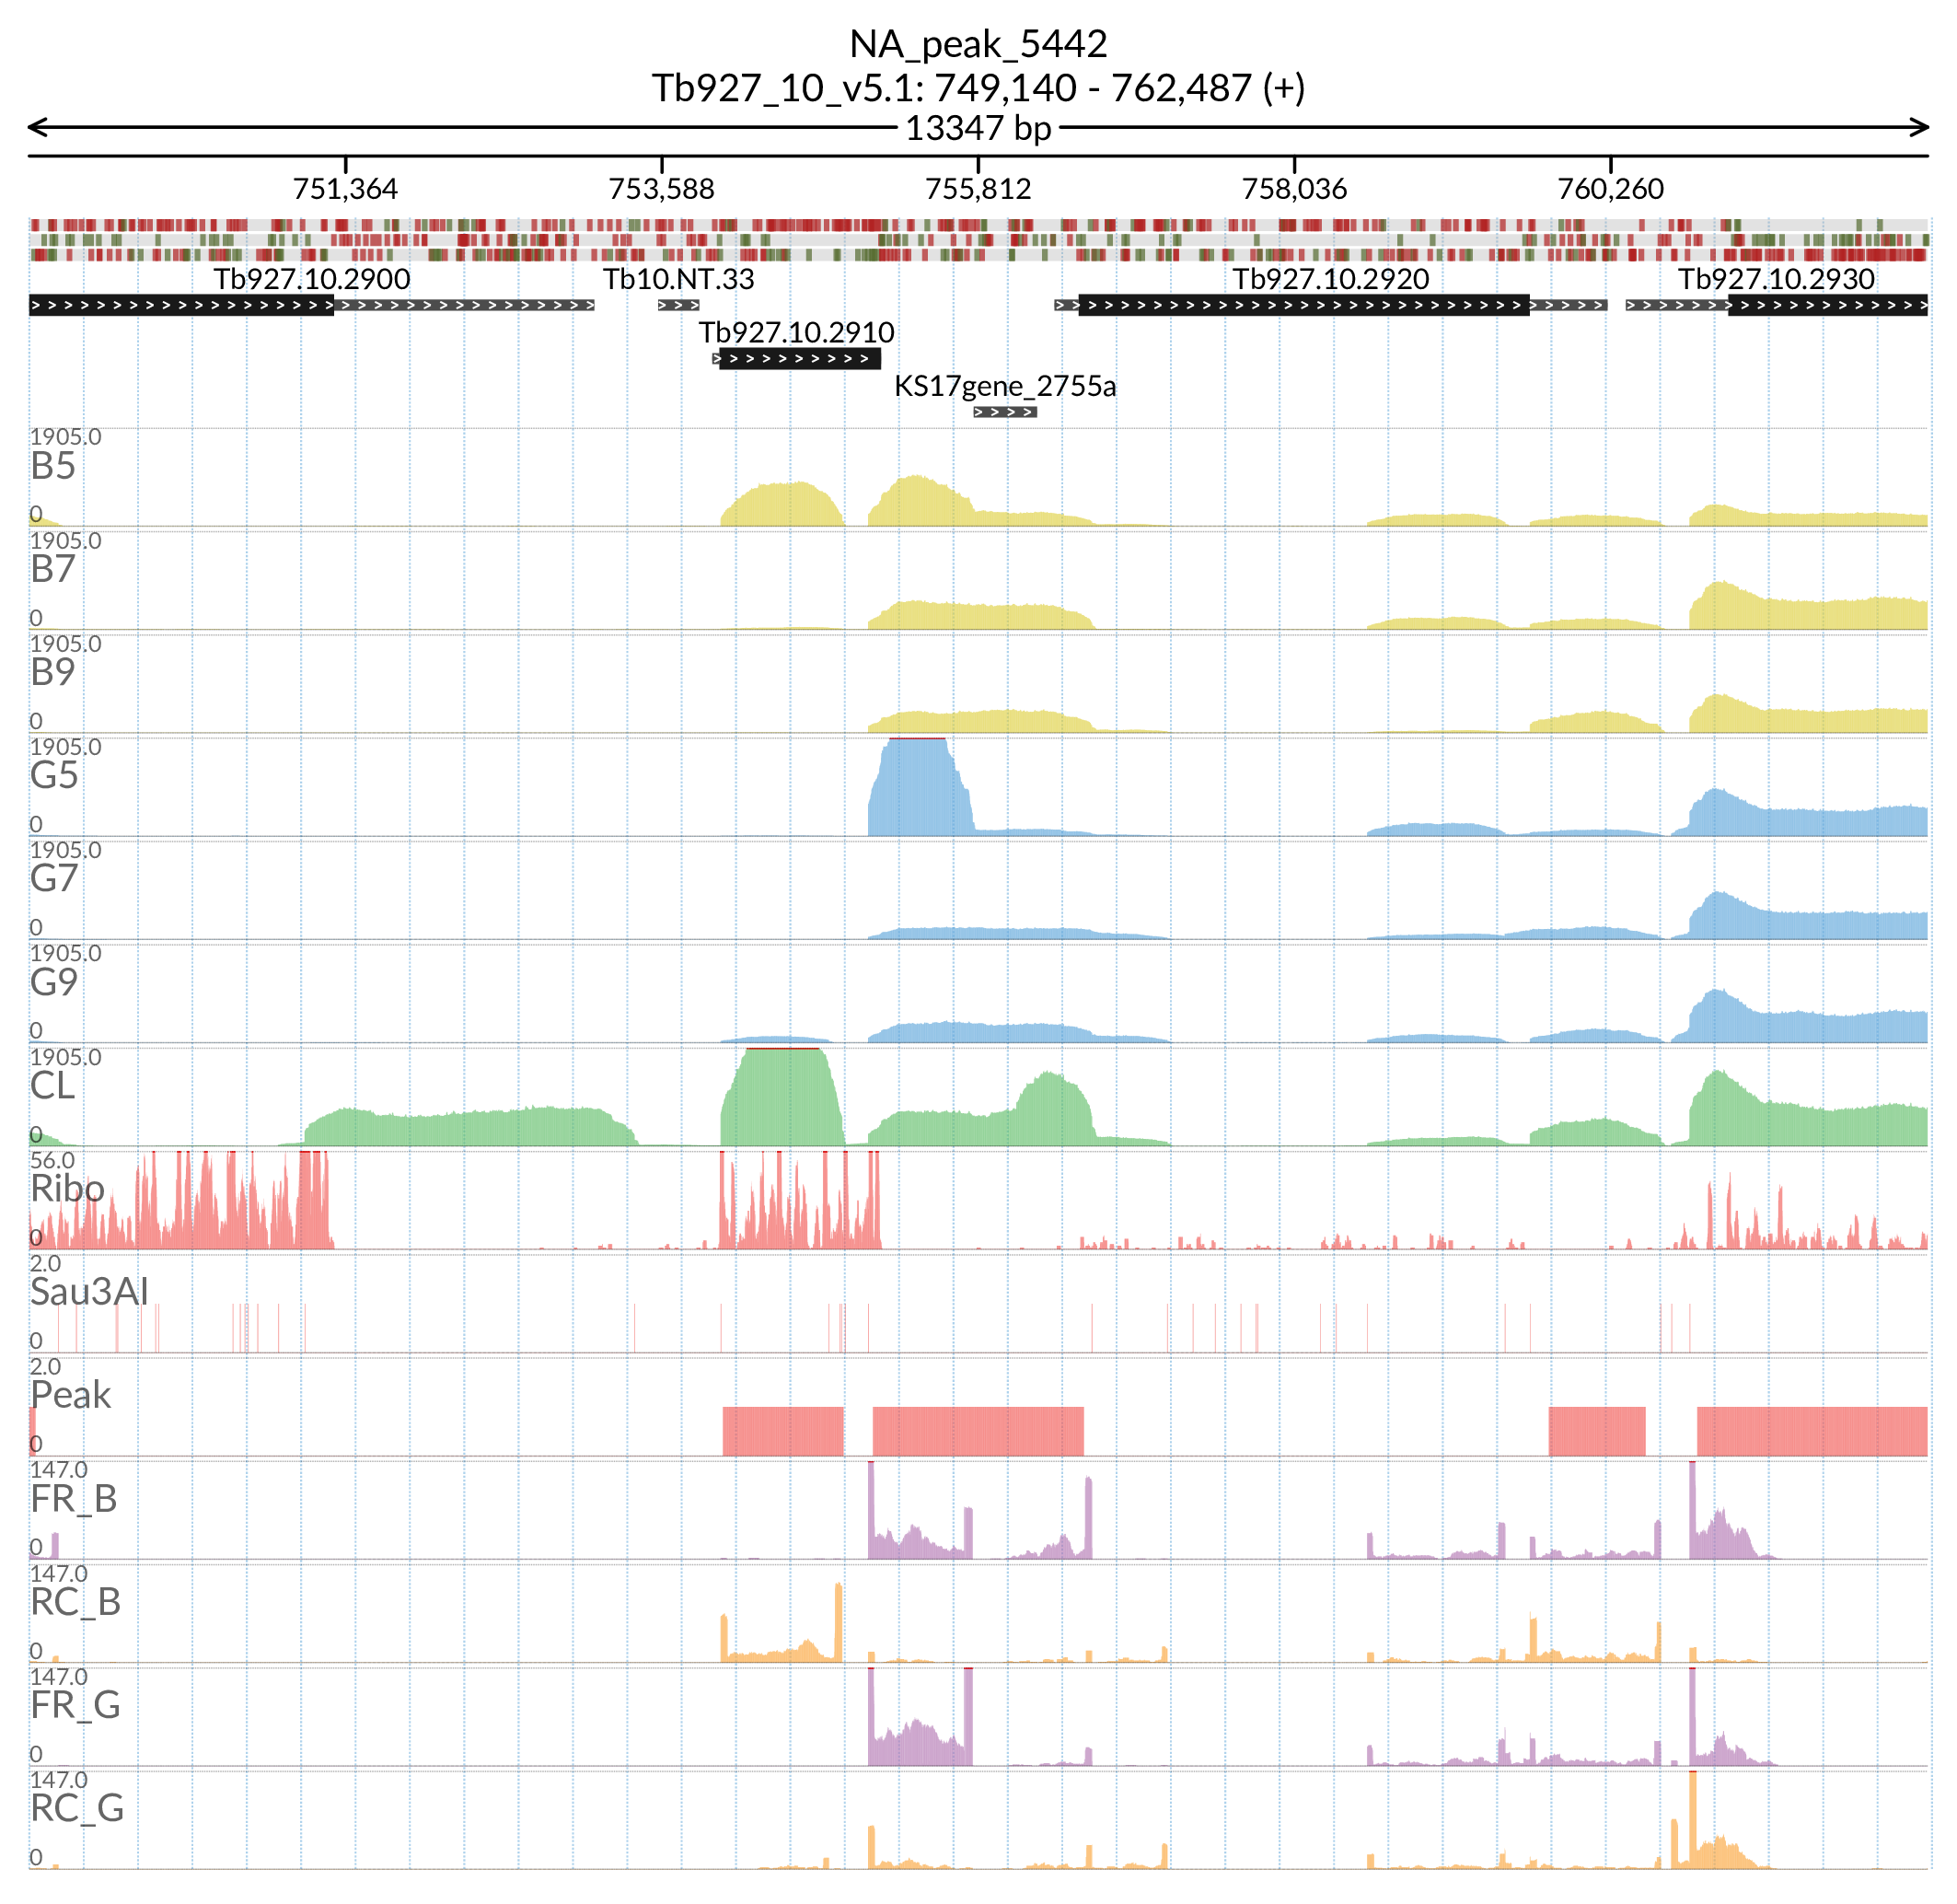 NA_peak_5442
Tb927_10_v5.1: 749,140 - 762,487 (+)
13347 bp
751,364 753,588 755,812 758,036 760,260
Tb927.10.2900 Tb10.NT.33 Tb927.10.2920 Tb927.10.2930
Tb927.10.2910
KS17gene_2755a
1905.0
B5
0
1905.0
B7
0
1905.0
B9
0
1905.0
G5
0
1905.0
G7
0
1905.0
G9
0
1905.0
CL
0
56.0
Ribo
0
2.0
Sau3AI
0
2.0
Peak
0
147.0
FR_B
0
147.0
RC_B
0
147.0
FR_G
0
147.0
RC_G
0